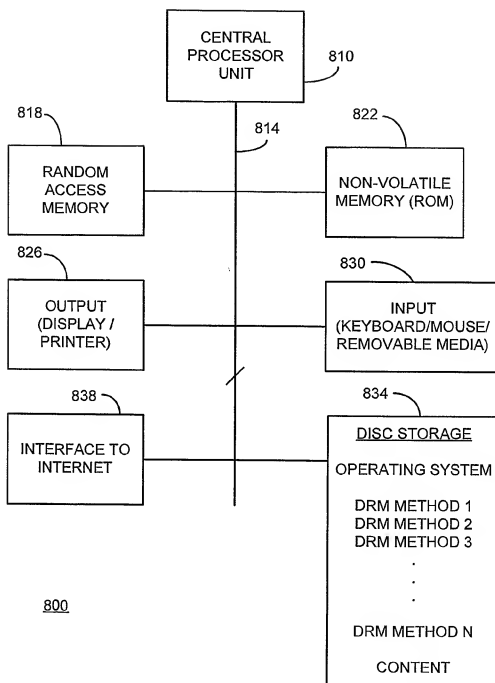 CENTRAL
PROCESSOR
UNIT
810
818
814
822
RANDOM
ACCESS
MEMORY
NON-VOLATILE
MEMORY (ROM)
826
830
OUTPUT
(DISPLAY /
PRINTER)
INPUT
(KEYBOARD/MOUSE/
REMOVABLE MEDIA)
838
834
INTERFACE TO
INTERNET
DISC STORAGE
OPERATING SYSTEM
DRM METHOD 1
DRM METHOD 2
DRM METHOD 3
.
.
.
.
DRM METHOD N
CONTENT
800